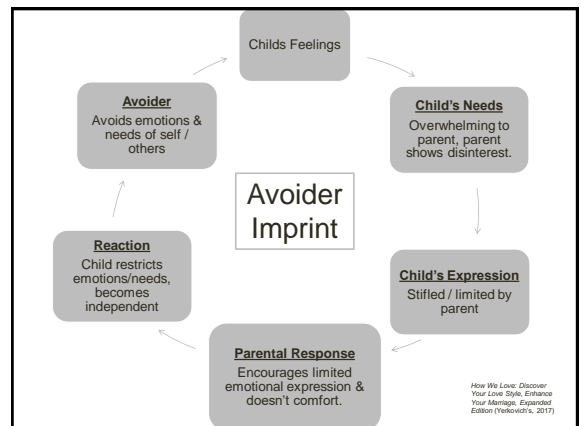 Childs Feelings
Child’s Needs
Overwhelming to
parent, parent
shows disinterest.
Child’s Expression
Stifled / limited by
parent
Parental Response
Encourages limited
emotional expression &
doesn’t comfort.
Reaction
Child restricts
emotions/needs,
becomes
independent
Avoider
Avoids emotions &
needs of self /
others
Avoider
Imprint
How We Love: Discover
Your Love Style, Enhance
Your Marriage, Expanded
Edition (Yerkovich’s, 2017)